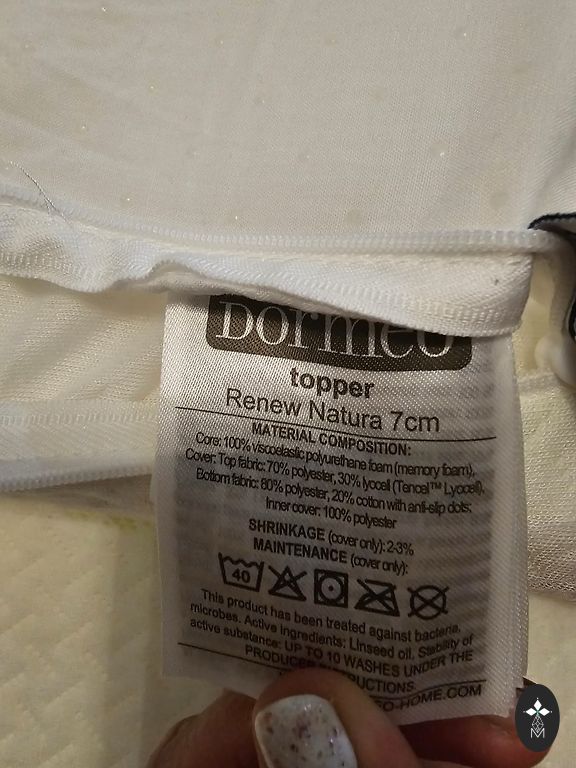 DORMEO
topper
Renew Natura 7cm
MATERIAL COMPOSITION:
Core: 100% viscoelastic polyurethane foam (memory foam),
Cover: Top fabric: 70% polyester, 30% lyocell (Tencel™ Lyocell),
Bottom fabric: 80% polyester, 20% cotton with anti-slip dots;
Inner cover: 100% polyester
SHRINKAGE (cover only): 2-3%
MAINTENANCE (cover only):
40
This product has been treated against bacteria,
microbes. Active ingredients: Linseed oil. Stability of
active substance: UP TO 10 WASHES UNDER THE
INSTRUCTIONS
O-HOME.COM
M